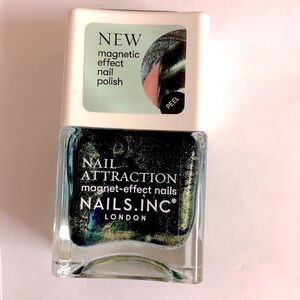 NEW
magnetic
effect
nail
polish
PEEL
NAIL
ATTRACTION
magnet-effect nails
NAILS.INC®
LONDON